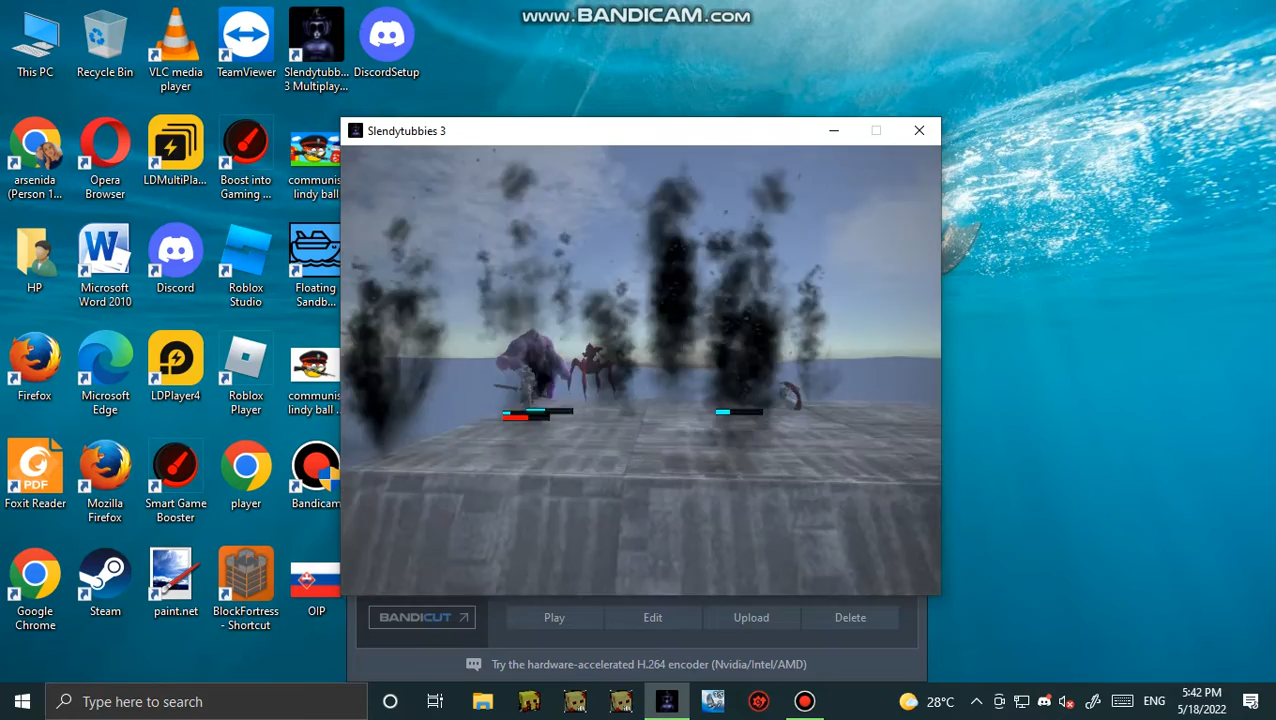 www.BANDICAM.com
This PC
Recycle Bin
VLC media
player
TeamViewer
Slendytubb...
3 Multiplay...
DiscordSetup
Slendytubbies 3
arsenida
(Person 1...
Opera
Browser
LDMultiPla...
Boost into
Gaming ...
communis
lindy ball
HP
Microsoft
Word 2010
Discord
Roblox
Studio
Floating
Sandb...
Firefox
Microsoft
Edge
LDPlayer4
Roblox
Player
communis
lindy ball ..
Foxit Reader
Mozilla
Firefox
Smart Game
Booster
player
Bandicam
Google
Chrome
Steam
paint.net
BlockFortress
- Shortcut
OIP
BANDICUT
Play
Edit
Upload
Delete
Try the hardware-accelerated H.264 encoder (Nvidia/Intel/AMD)
Type here to search
28°C
ENG
5:42 PM
5/18/2022